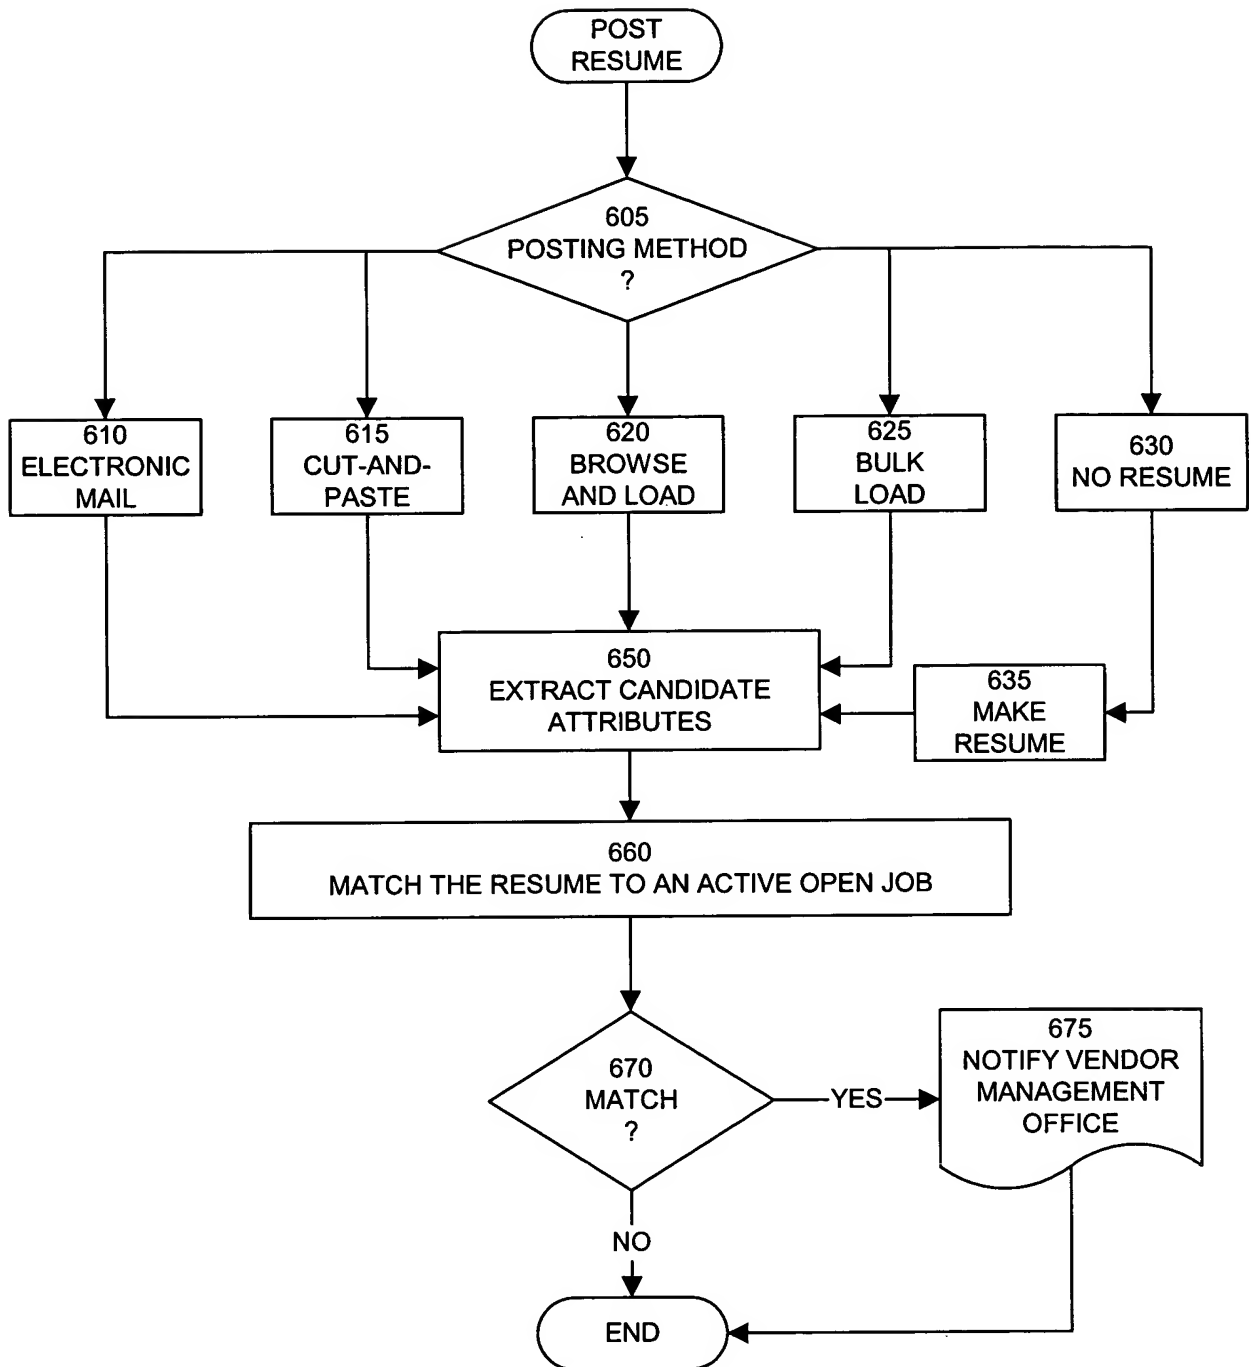 POST
RESUME
605
POSTING METHOD
?
610
ELECTRONIC
MAIL
615
CUT-AND-
PASTE
620
BROWSE
AND LOAD
625
BULK
LOAD
630
NO RESUME
650
EXTRACT CANDIDATE
ATTRIBUTES
635
MAKE
RESUME
660
MATCH THE RESUME TO AN ACTIVE OPEN JOB
670
MATCH
?
YES
675
NOTIFY VENDOR
MANAGEMENT
OFFICE
NO
END